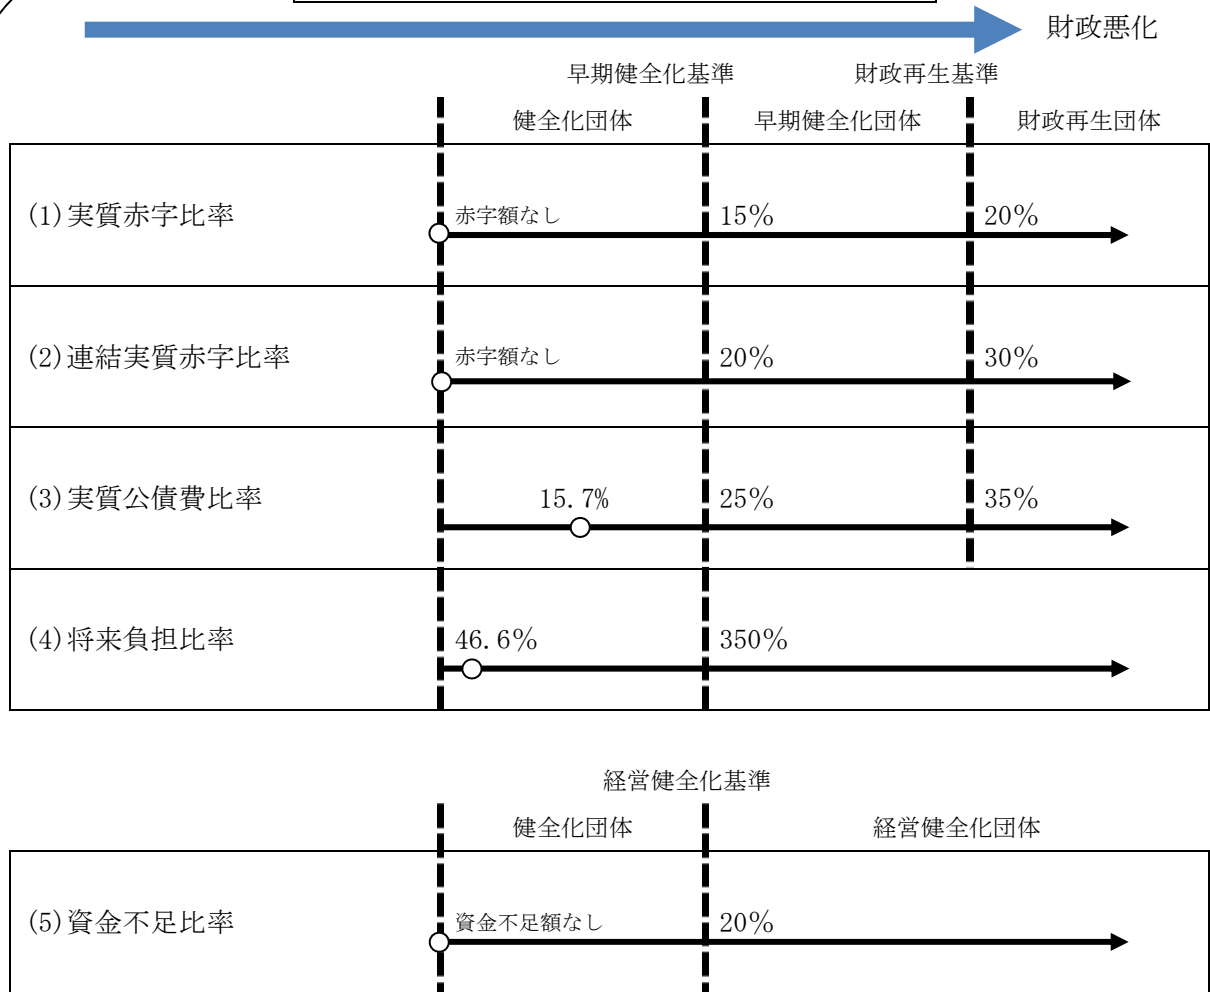 財政悪化
早期健全化基準 財政再生基準
健全化団体 早期健全化団体 財政再生団体
(1)実質赤字比率 赤字額なし 15% 20%
(2)連結実質赤字比率 赤字額なし 20% 30%
(3)実質公債費比率 15.7% 25% 35%
(4)将来負担比率 46.6% 350%
経営健全化基準
健全化団体 経営健全化団体
(5)資金不足比率 資金不足額なし 20%